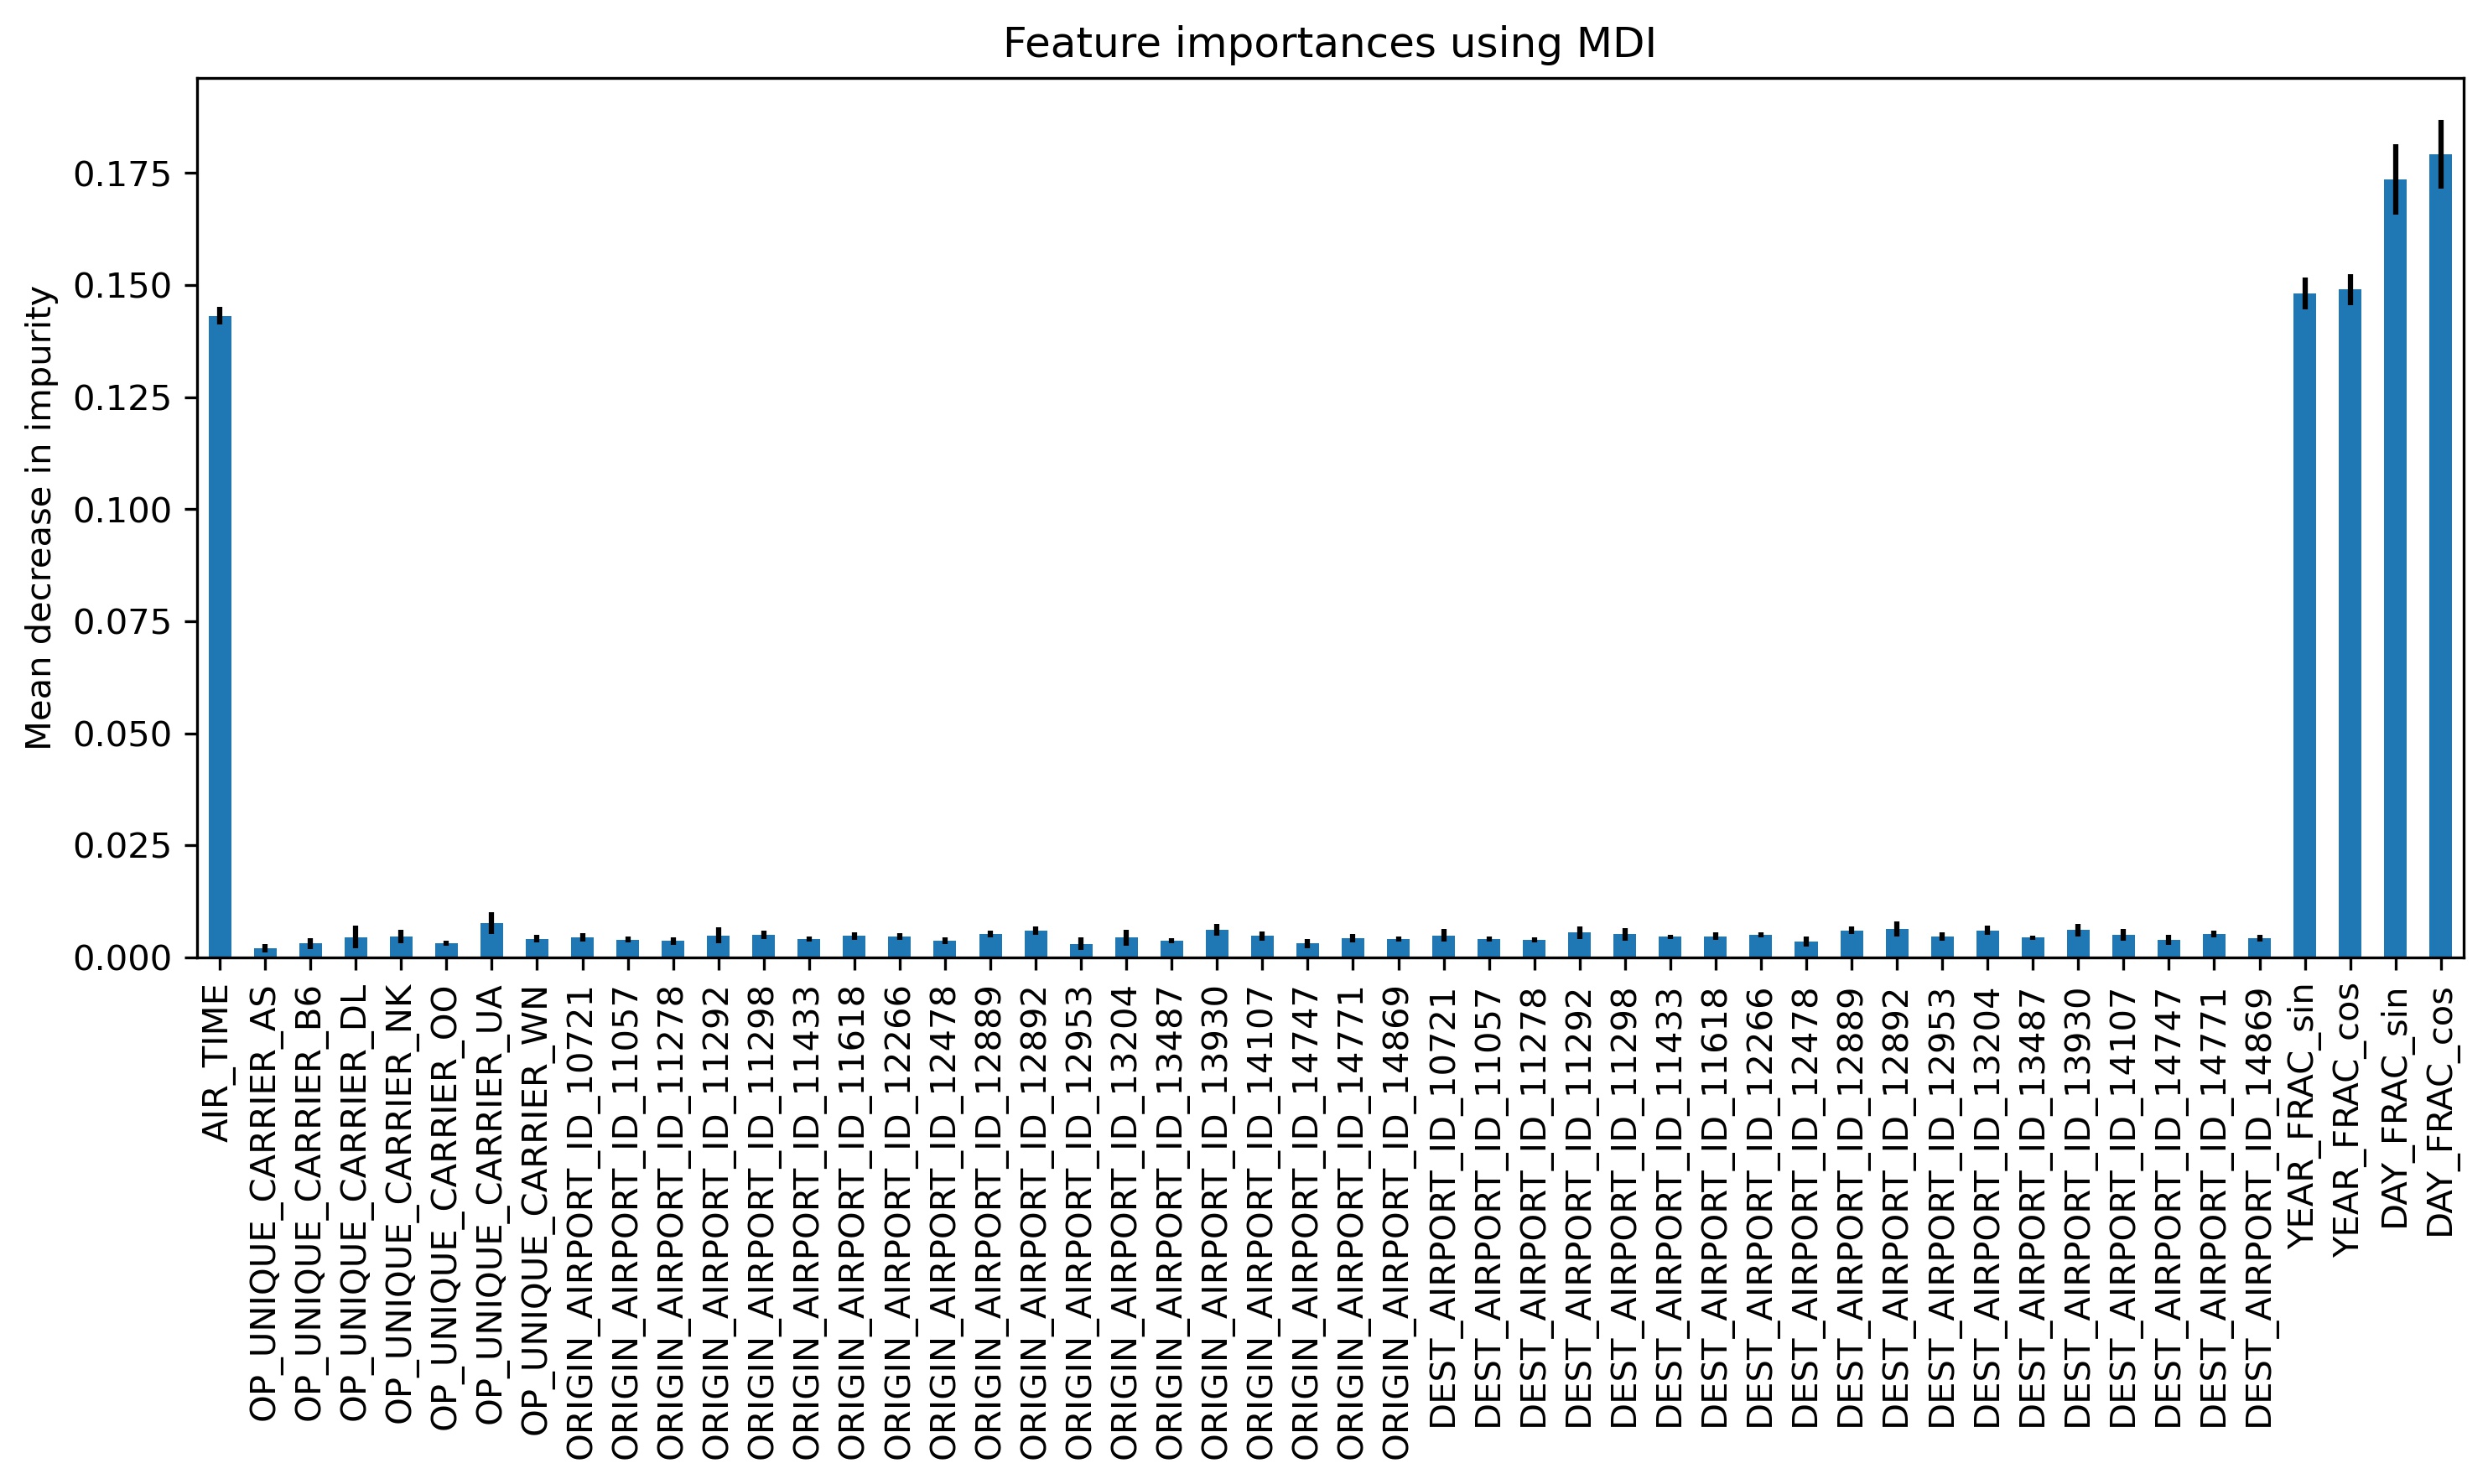 Feature importances using MDI
Mean decrease in impurity
0.175
0.150
0.125
0.100
0.075
0.050
0.025
0.000
AIR_TIME
OP_UNIQUE_CARRIER_AS
OP_UNIQUE_CARRIER_B6
OP_UNIQUE_CARRIER_DL
OP_UNIQUE_CARRIER_NK
OP_UNIQUE_CARRIER_OO
OP_UNIQUE_CARRIER_UA
OP_UNIQUE_CARRIER_WN
ORIGIN_AIRPORT_ID_10721
ORIGIN_AIRPORT_ID_11057
ORIGIN_AIRPORT_ID_11278
ORIGIN_AIRPORT_ID_11292
ORIGIN_AIRPORT_ID_11298
ORIGIN_AIRPORT_ID_11433
ORIGIN_AIRPORT_ID_11618
ORIGIN_AIRPORT_ID_12266
ORIGIN_AIRPORT_ID_12478
ORIGIN_AIRPORT_ID_12889
ORIGIN_AIRPORT_ID_12892
ORIGIN_AIRPORT_ID_12953
ORIGIN_AIRPORT_ID_13204
ORIGIN_AIRPORT_ID_13487
ORIGIN_AIRPORT_ID_13930
ORIGIN_AIRPORT_ID_14107
ORIGIN_AIRPORT_ID_14747
ORIGIN_AIRPORT_ID_14771
ORIGIN_AIRPORT_ID_14869
DEST_AIRPORT_ID_10721
DEST_AIRPORT_ID_11057
DEST_AIRPORT_ID_11278
DEST_AIRPORT_ID_11292
DEST_AIRPORT_ID_11298
DEST_AIRPORT_ID_11433
DEST_AIRPORT_ID_11618
DEST_AIRPORT_ID_12266
DEST_AIRPORT_ID_12478
DEST_AIRPORT_ID_12889
DEST_AIRPORT_ID_12892
DEST_AIRPORT_ID_12953
DEST_AIRPORT_ID_13204
DEST_AIRPORT_ID_13487
DEST_AIRPORT_ID_13930
DEST_AIRPORT_ID_14107
DEST_AIRPORT_ID_14747
DEST_AIRPORT_ID_14771
DEST_AIRPORT_ID_14869
YEAR_FRAC_sin
YEAR_FRAC_cos
DAY_FRAC_sin
DAY_FRAC_cos